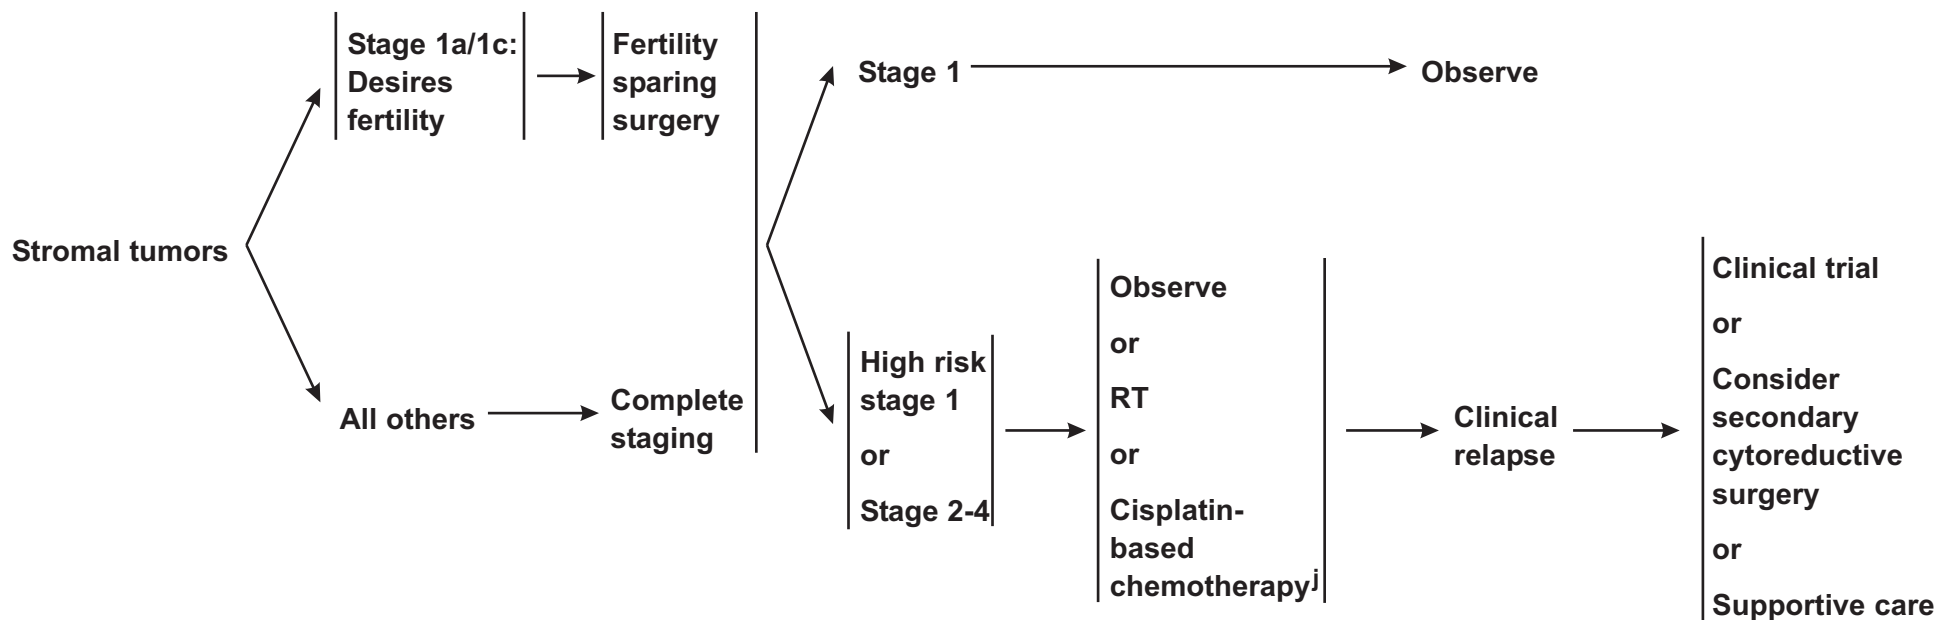 Stromal tumors
Stage 1a/1c:
Desires
fertility
Fertility
sparing
surgery
All others
Complete
staging
Stage 1
Observe
High risk
stage 1
or
Stage 2-4
Observe
or
RT
or
Cisplatin-
based
chemotherapyj
Clinical
relapse
Clinical trial
or
Consider
secondary
cytoreductive
surgery
or
Supportive care